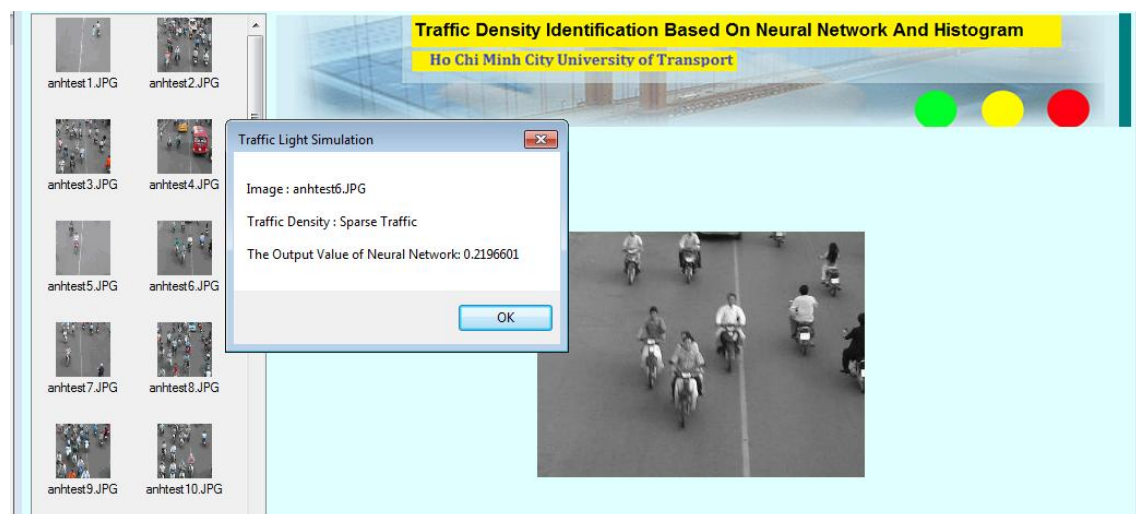 Traffic Density Identification Based On Neural Network And Histogram
Ho Chi Minh City University of Transport
anhtest1.JPG
anhtest2.JPG
anhtest3.JPG
anhtest4.JPG
anhtest5.JPG
anhtest6.JPG
anhtest7.JPG
anhtest8.JPG
anhtest9.JPG
anhtest10.JPG
Traffic Light Simulation
Image : anhtest6.JPG
Traffic Density : Sparse Traffic
The Output Value of Neural Network: 0.2196601
OK